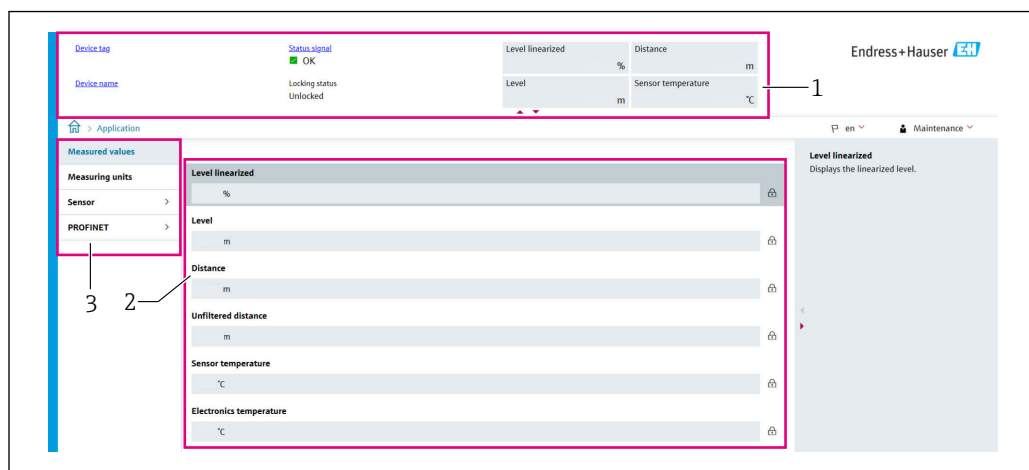 Device tag
Status signal
OK
Level linearized
%
Distance
m
Endress+Hauser EH
Device name
Locking status
Unlocked
Level
m
Sensor temperature
°C
1
> Application
en
Maintenance
Measured values
Measuring units
Sensor >
PROFINET >
3
2
Level linearized
%
Level
m
Distance
m
Unfiltered distance
m
Sensor temperature
°C
Electronics temperature
°C
Level linearized
Displays the linearized level.